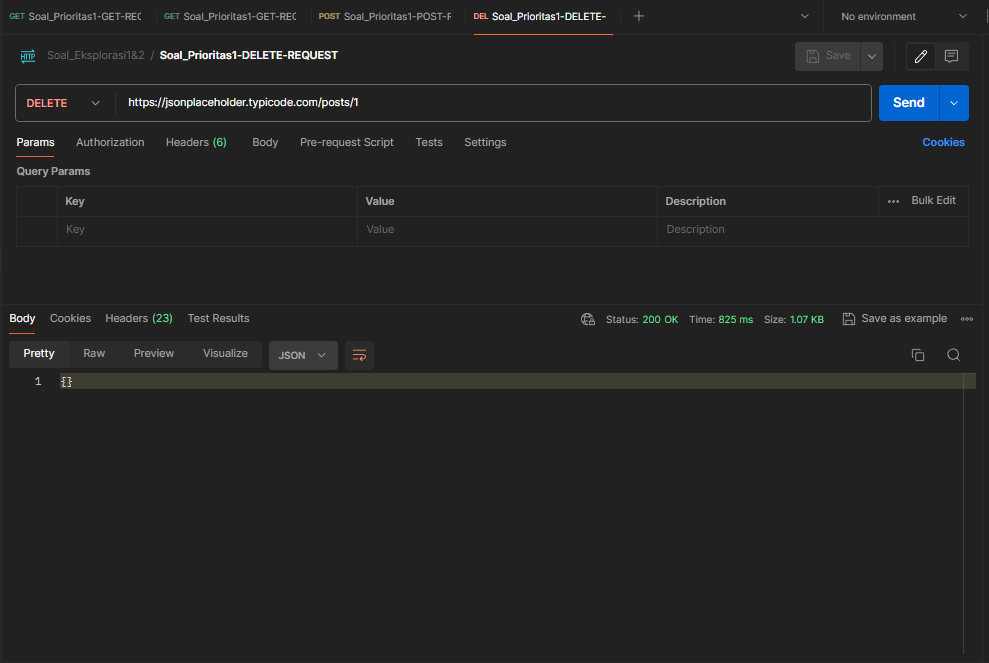 GET Soal_Prioritas1-GET-REC GET Soal_Prioritas1-GET-REC POST Soal_Prioritas1-POST-F DEL Soal_Prioritas1-DELETE- + No environment
HTTP Soal_Eksplorasi1&2 / Soal_Prioritas1-DELETE-REQUEST Save
DELETE https://jsonplaceholder.typicode.com/posts/1 Send
Params Authorization Headers (6) Body Pre-request Script Tests Settings Cookies
Query Params
Key Value Description ••• Bulk Edit
Key Value Description
Body Cookies Headers (23) Test Results Status: 200 OK Time: 825 ms Size: 1.07 KB Save as example
Pretty Raw Preview Visualize JSON
1 {}